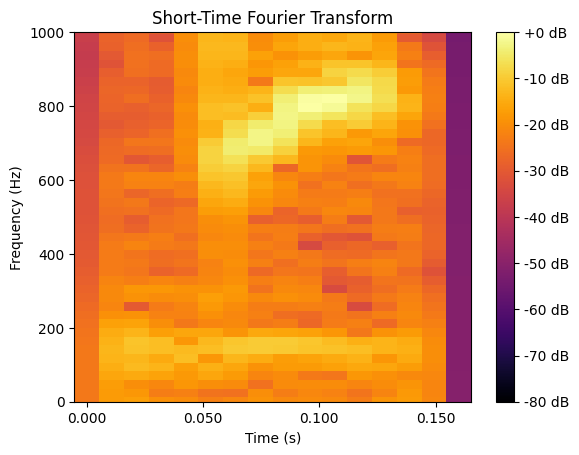 Short-Time Fourier Transform
1000
800
600
400
200
0
Frequency (Hz)
0.000
0.050
0.100
0.150
Time (s)
+0 dB
-10 dB
-20 dB
-30 dB
-40 dB
-50 dB
-60 dB
-70 dB
-80 dB